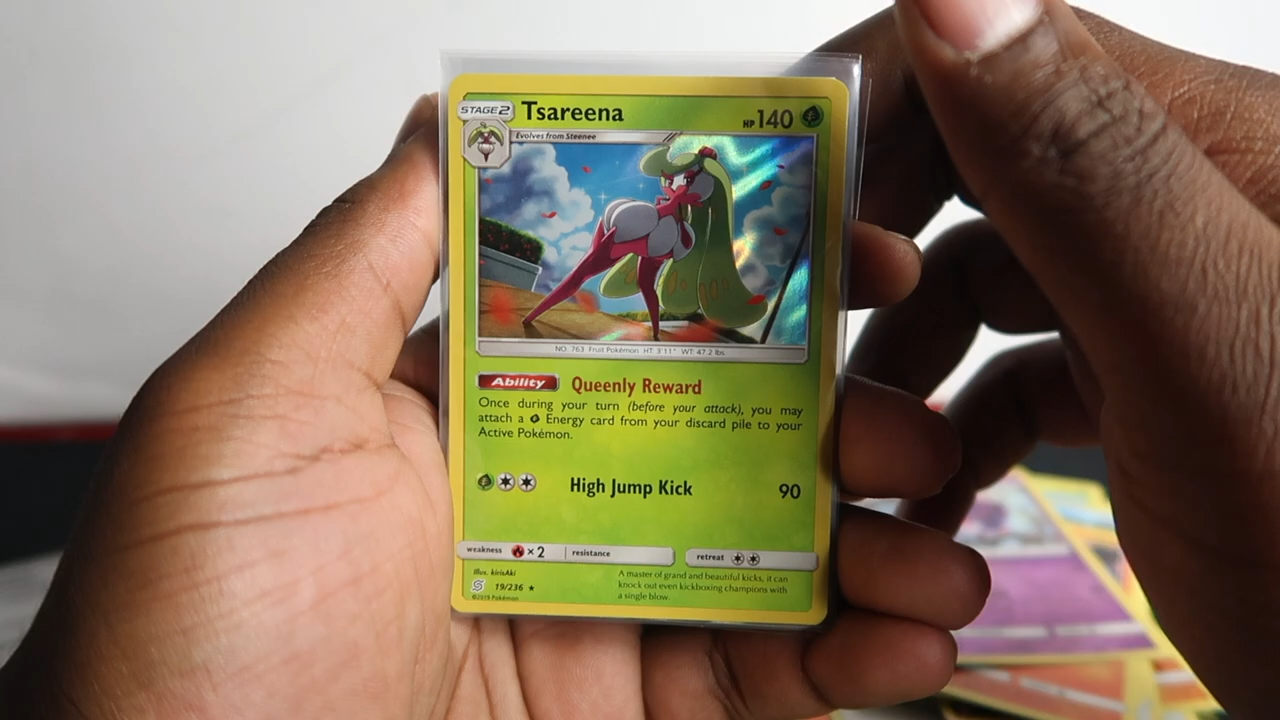 STAGE2
Tsareena
HP 140
Evolves from Steenee
NO. 763 Fruit Pokémon HT: 3'11" WT: 47.2 lbs.
Ability Queenly Reward
Once during your turn (before your attack), you may
attach a Energy card from your discard pile to your
Active Pokémon.
High Jump Kick 90
weakness ×2 resistance retreat
Illus. kirisAki
19/236 ★
©2019 Pokémon
A master of grand and beautiful kicks, it can
knock out even kickboxing champions with
a single blow.